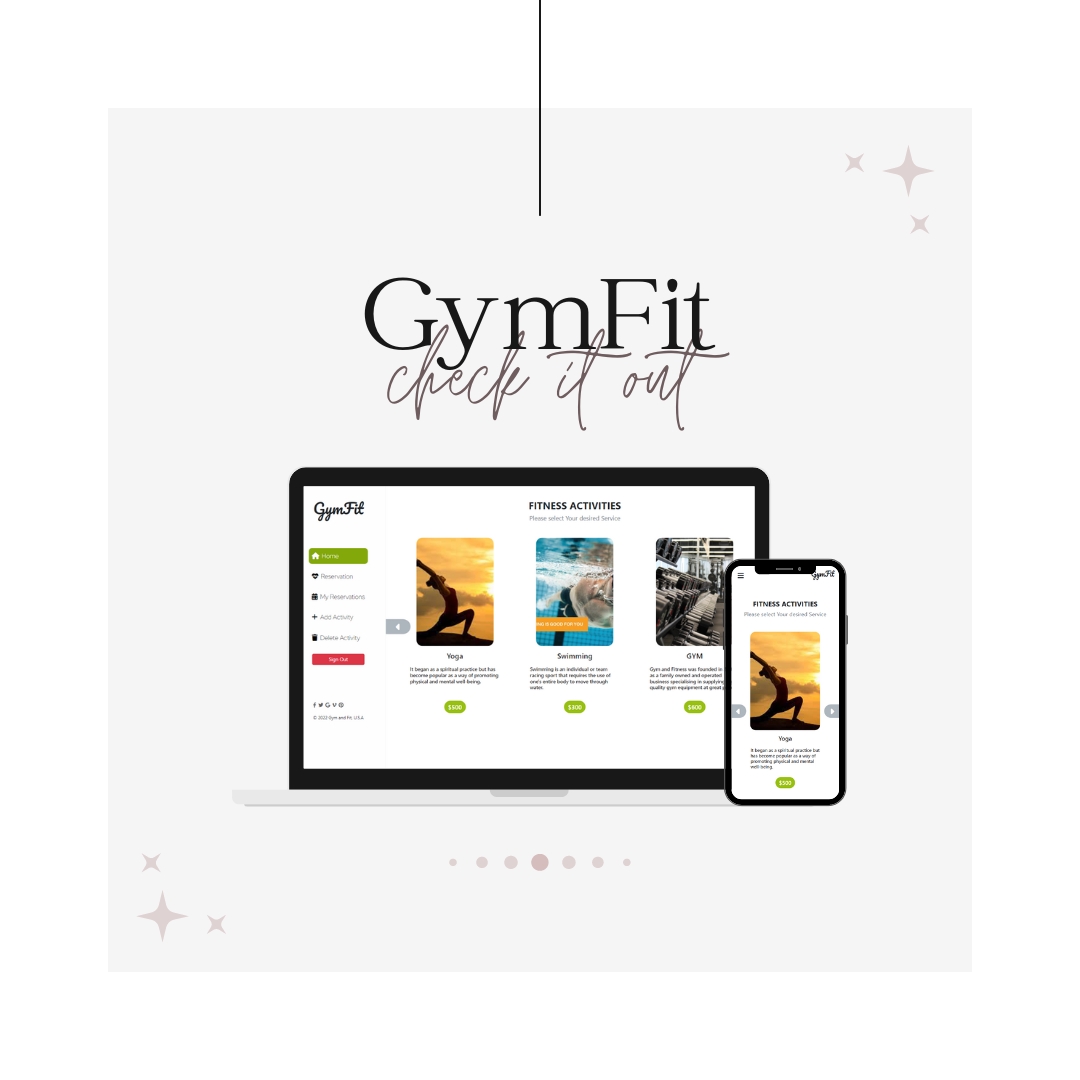 GymFit
check it out
GymFit
Home
Reservation
My Reservations
Add Activity
Delete Activity
Sign Out
© 2022 Gym and Fit. U.S.A
FITNESS ACTIVITIES
Please select Your desired Service
Yoga
It began as a spiritual practice but has
become popular as a way of promoting
physical and mental well-being.
$500
IS GOOD FOR YOU
Swimming
Swimming is an individual or team
racing sport that requires the use of
one's entire body to move through
water.
$300
GYM
Gym and Fitness was founded in
as a family owned and operated
business specialising in supplying
quality gym equipment at great
$600
GymFit
FITNESS ACTIVITIES
Please select Your desired Service
Yoga
It began as a spiritual practice but
has become popular as a way of
promoting physical and mental
well-being.
$500